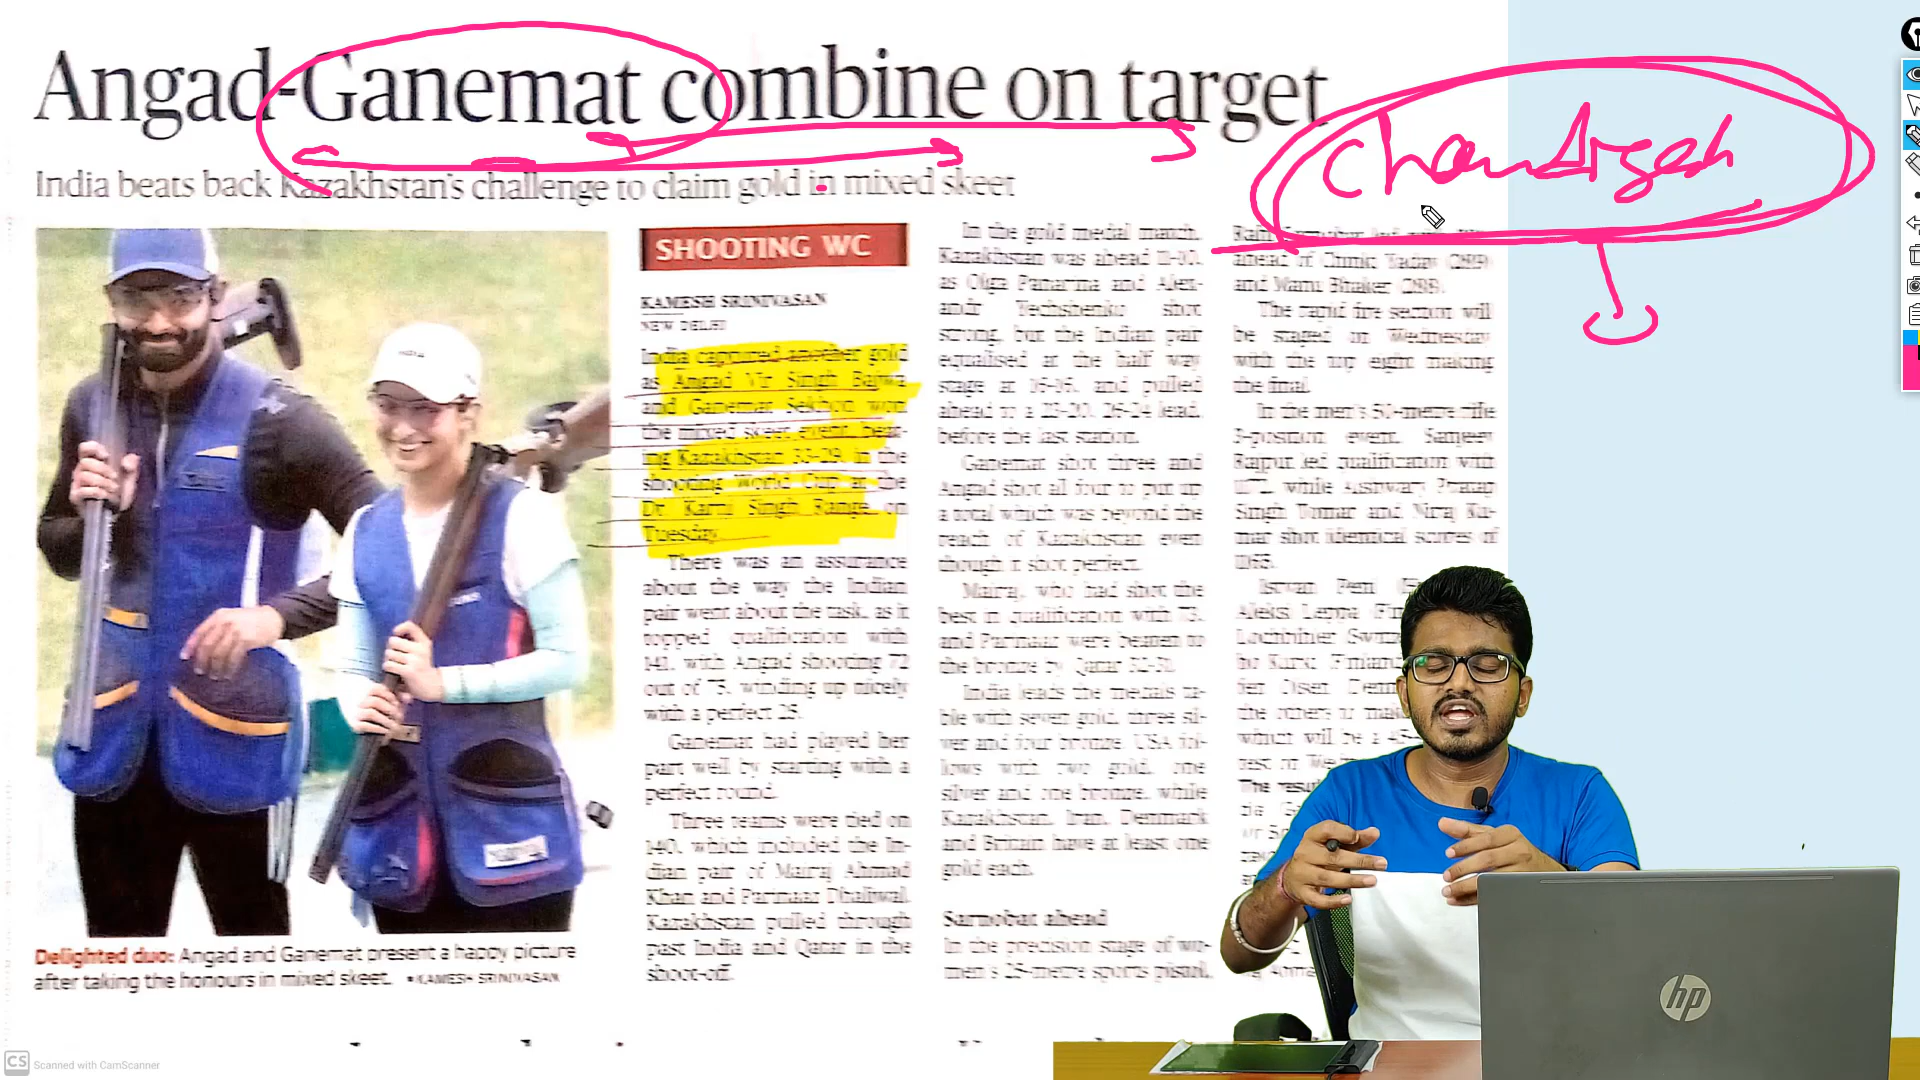 Angad-Ganemat combine on target
India beats back Kazakhstan's challenge to claim gold in mixed skeet
Chandigarh
SHOOTING WC
KAMESH SRINIVASAN
NEW DELHI
India captured another gold
as Angad Vir Singh Bajwa
and Ganemat Sekhon won
the mixed skeet event, beat-
ing Kazakhstan 33-29, in the
shooting World Cup at the
Dr. Karni Singh Range on
Tuesday.
There was an assurance
about the way the Indian
pair went about the task, as it
topped qualification with
141, with Angad shooting 72
out of 75, winding up nicely
with a perfect 25.
Ganemat had played her
part well by starting with a
perfect round.
Three teams were tied on
140, which included the In-
dian pair of Mairaj Ahmad
Khan and Parinaaz Dhaliwal.
Kazakhstan pulled through
past India and Qatar in the
shoot-off.
In the gold medal match,
Kazakhstan was ahead 11-10,
as Olga Panarina and Alex-
andr Yechshenko shot
strong, but the Indian pair
equalised at the half way
stage at 16-16, and pulled
ahead to a 23-20, 26-24 lead,
before the last station.
Ganemat shot three and
Angad shot all four to put up
a total which was beyond the
reach of Kazakhstan even
though it shot perfect.
Mairaj, who had shot the
best in qualification with 73,
and Parinaaz were beaten to
the bronze by Qatar 32-31.
India leads the medals ta-
ble with seven gold, three sil-
ver and four bronze. USA fol-
lows with two gold, one
silver and one bronze, while
Kazakhstan, Iran, Denmark
and Britain have at least one
gold each.
Sarnobat ahead
In the precision stage of wo-
men's 25-metre sports pistol,
ahead of Chinki Yadav
and Manu Bhaker
The rapid fire section will
be staged on Wednesday
with the top eight making
the final.
In the men's 50-metre rifle
3-position event, Sanjeev
Rajput led qualification with
1172, while Aishwary Pratap
Singh Tomar and Niraj Ku-
mar shot identical scores of
1165.
Istvan Peni
Aleksi Leppa
Delighted duo: Angad and Ganemat present a happy picture
after taking the honours in mixed skeet. •KAMESH SRINIVASAN
CS Scanned with CamScanner
hp